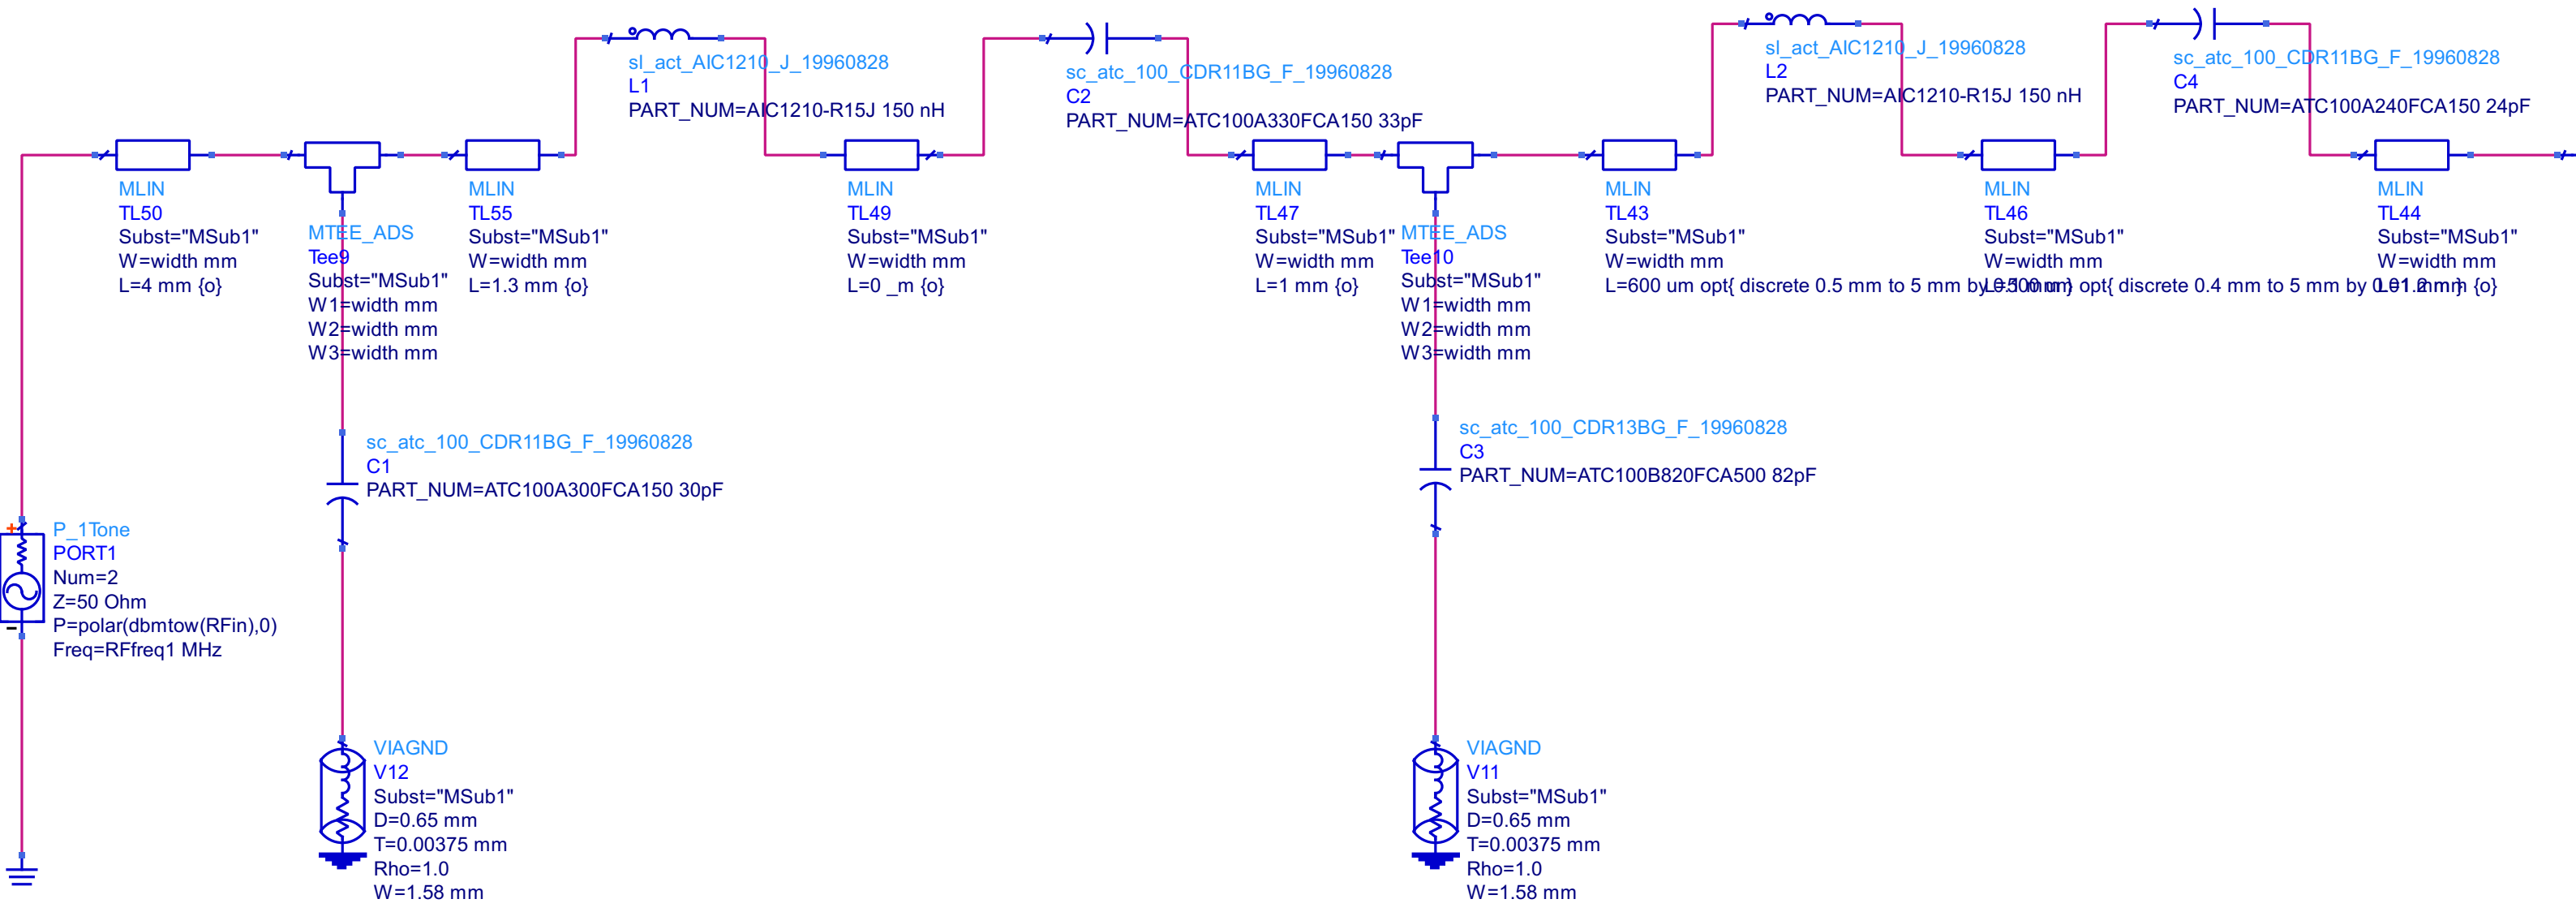 sl_act_AIC1210_J_19960828
L1
PART_NUM=AIC1210-R15J 150 nH
sc_atc_100_CDR11BG_F_19960828
C2
PART_NUM=ATC100A330FCA150 33pF
sl_act_AIC1210_J_19960828
L2
PART_NUM=AIC1210-R15J 150 nH
sc_atc_100_CDR11BG_F_19960828
C4
PART_NUM=ATC100A240FCA150 24pF
MLIN
TL50
Subst="MSub1"
W=width mm
L=4 mm {o}
MTEE_ADS
Tee9
Subst="MSub1"
W1=width mm
W2=width mm
W3=width mm
MLIN
TL55
Subst="MSub1"
W=width mm
L=1.3 mm {o}
MLIN
TL49
Subst="MSub1"
W=width mm
L=0 _m {o}
MLIN
TL47
Subst="MSub1"
W=width mm
L=1 mm {o}
MTEE_ADS
Tee10
Subst="MSub1"
W1=width mm
W2=width mm
W3=width mm
MLIN
TL43
Subst="MSub1"
W=width mm
L=600 um opt{ discrete 0.5 mm to 5 mm by
MLIN
TL46
Subst="MSub1"
W=width mm
opt{ discrete 0.4 mm to 5 mm by
MLIN
TL44
Subst="MSub1"
W=width mm
{o}
sc_atc_100_CDR11BG_F_19960828
C1
PART_NUM=ATC100A300FCA150 30pF
sc_atc_100_CDR13BG_F_19960828
C3
PART_NUM=ATC100B820FCA500 82pF
+
P_1Tone
PORT1
Num=2
Z=50 Ohm
P=polar(dbmtow(RFin),0)
Freq=RFfreq1 MHz
-
VIAGND
V12
Subst="MSub1"
D=0.65 mm
T=0.00375 mm
Rho=1.0
W=1.58 mm
VIAGND
V11
Subst="MSub1"
D=0.65 mm
T=0.00375 mm
Rho=1.0
W=1.58 mm